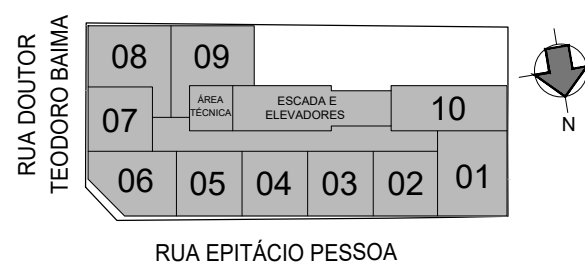 08
09
RUA DOUTOR
TEODORO BAIMA
07
ÁREA
TÉCNICA
ESCADA E
ELEVADORES
10
N
06
05
04
03
02
01
RUA EPITÁCIO PESSOA